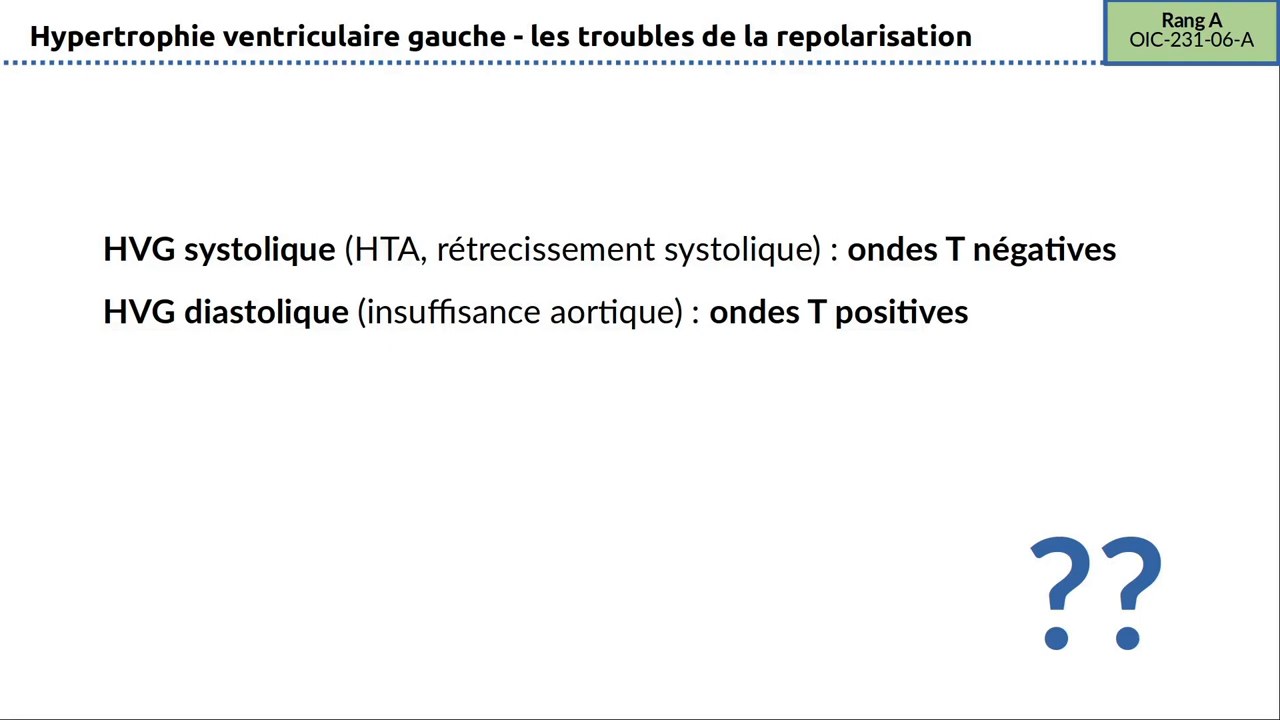 Hypertrophie ventriculaire gauche - les troubles de la repolarisation
Rang A
OIC-231-06-A
HVG systolique (HTA, rétrecissement systolique) : ondes T négatives
HVG diastolique (insuffisance aortique) : ondes T positives
??